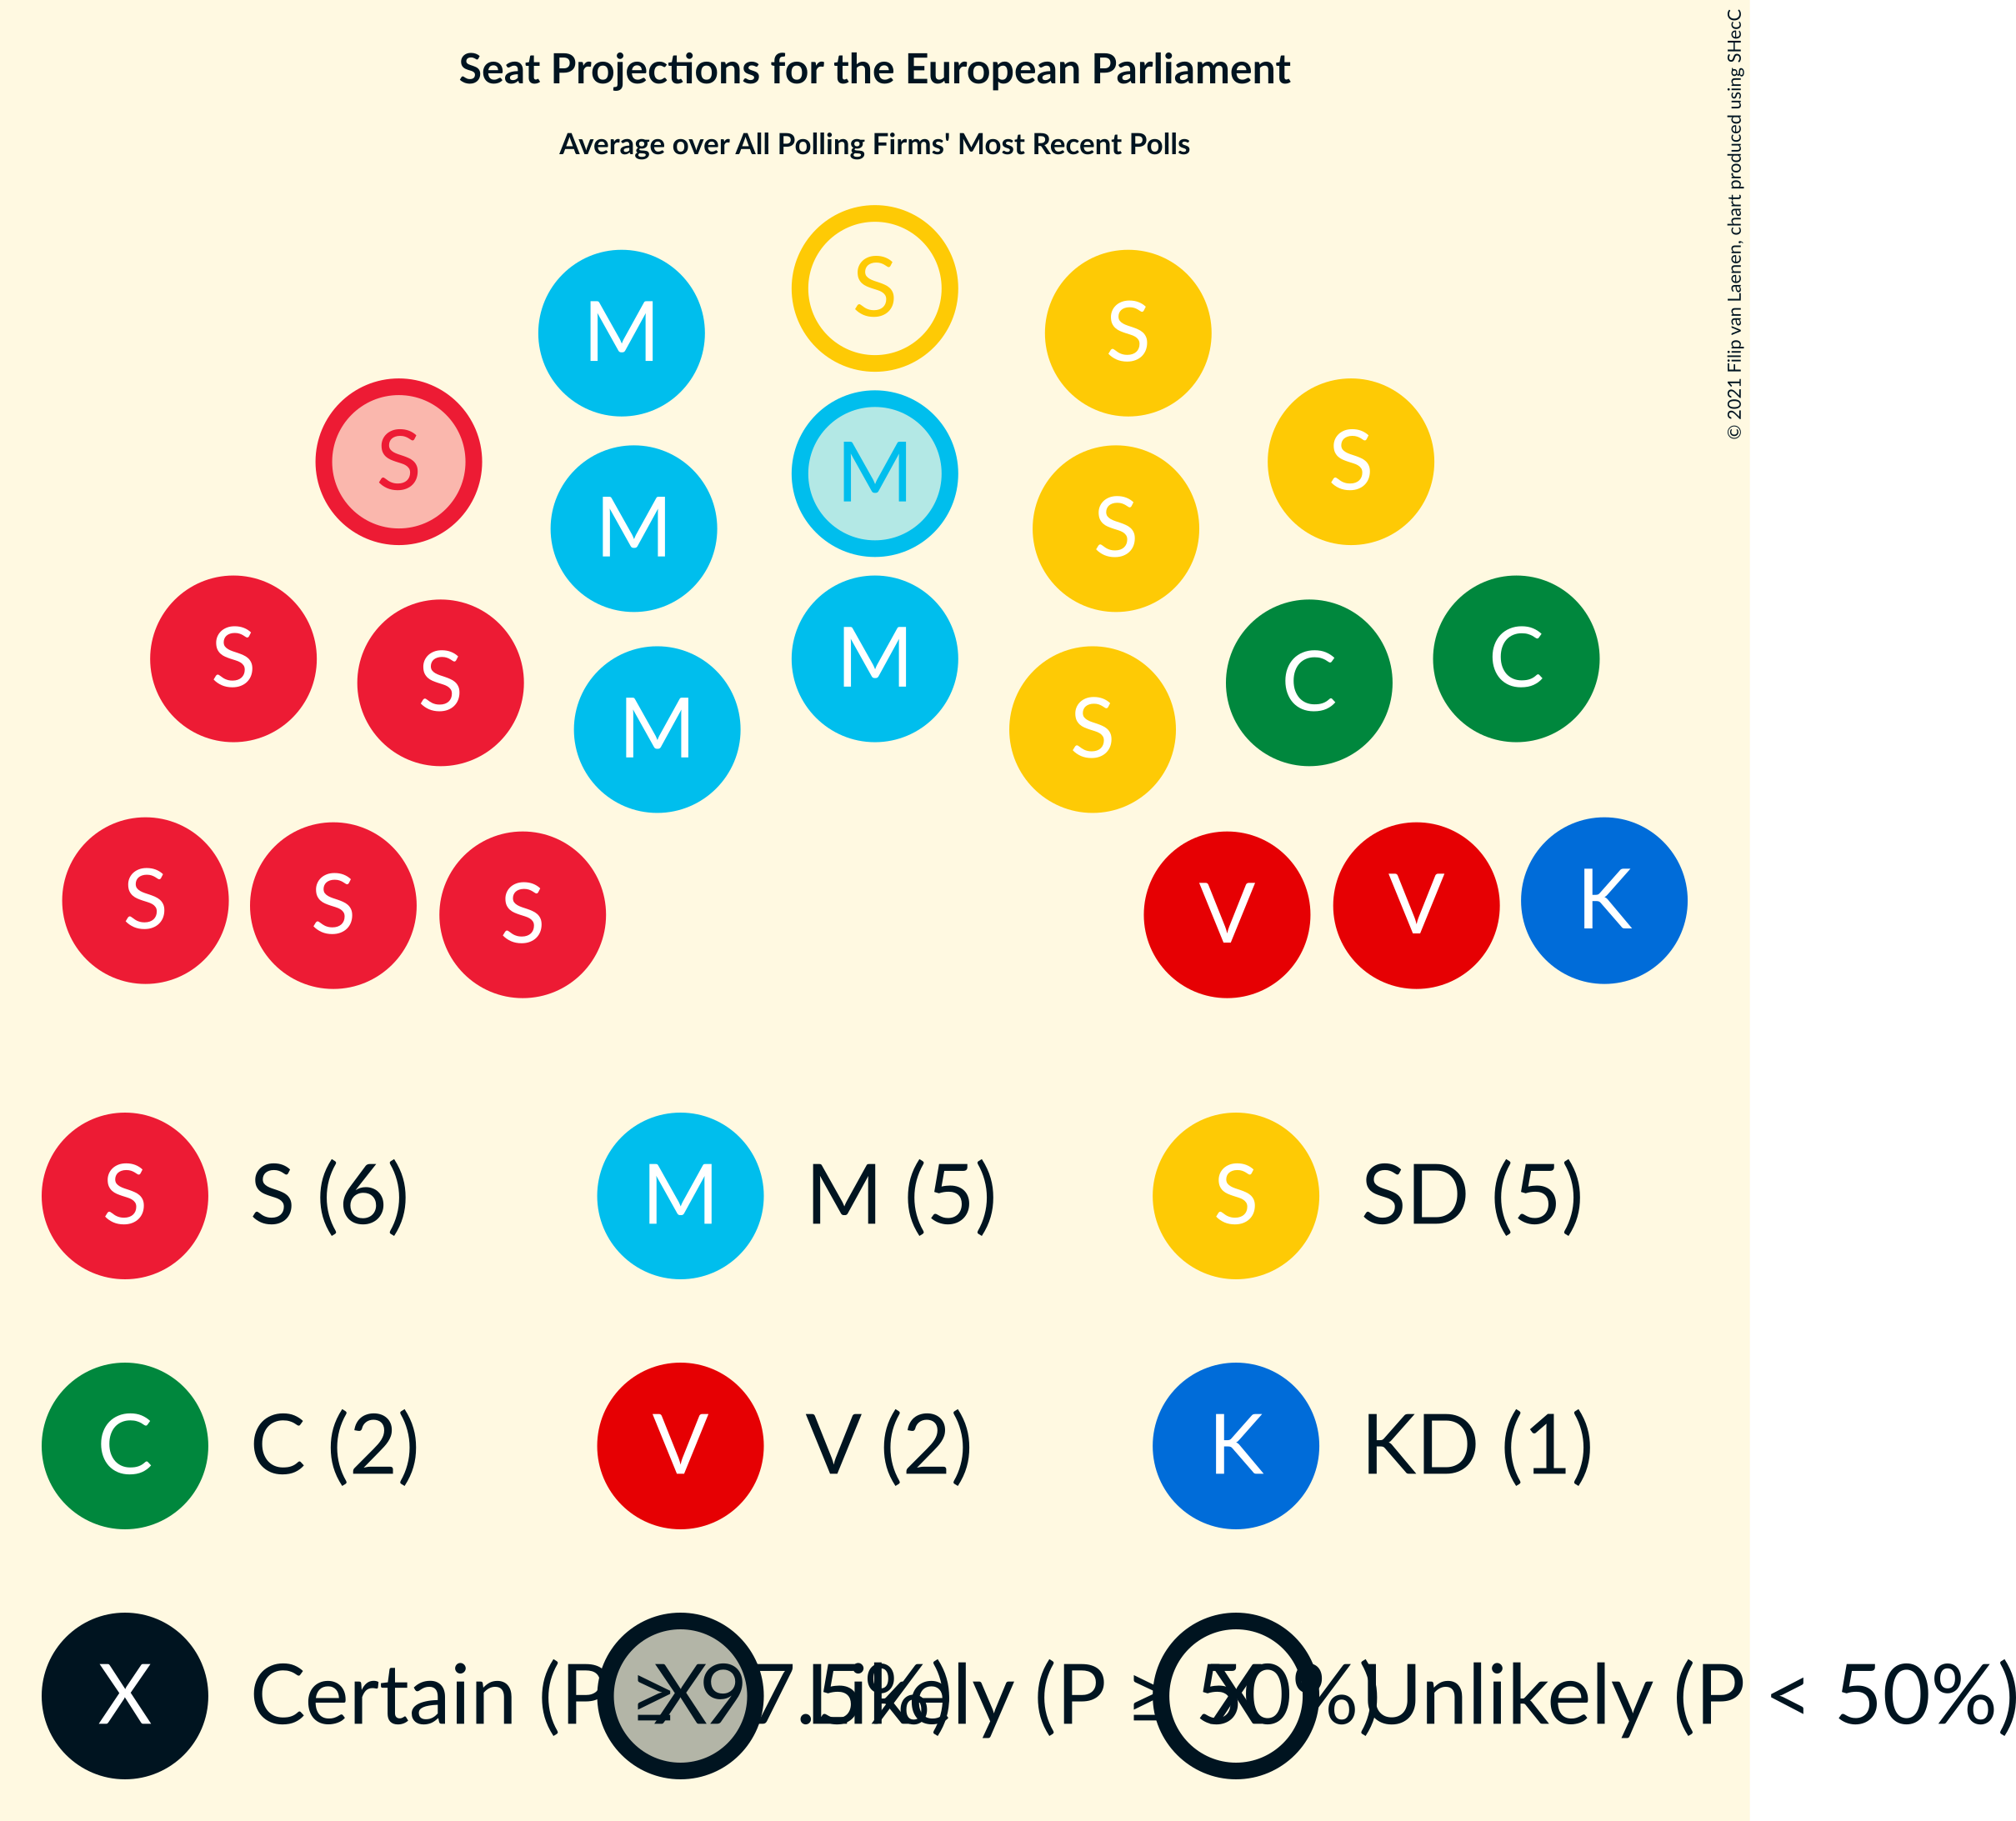 Seat Projections for the European Parliament
Average over All Polling Firms' Most Recent Polls
© 2021 Filip van Laenen, chart produced using SHecC
S
M S
S M M S S
S S M M S C C
S S S M S V V K
S S (6) M M (5) S SD (5)
C C (2) V V (2) K KD (1)
X Certain (P ≥ 97.5%) X Likely (P ≥ 50%) X Unlikely (P < 50%)